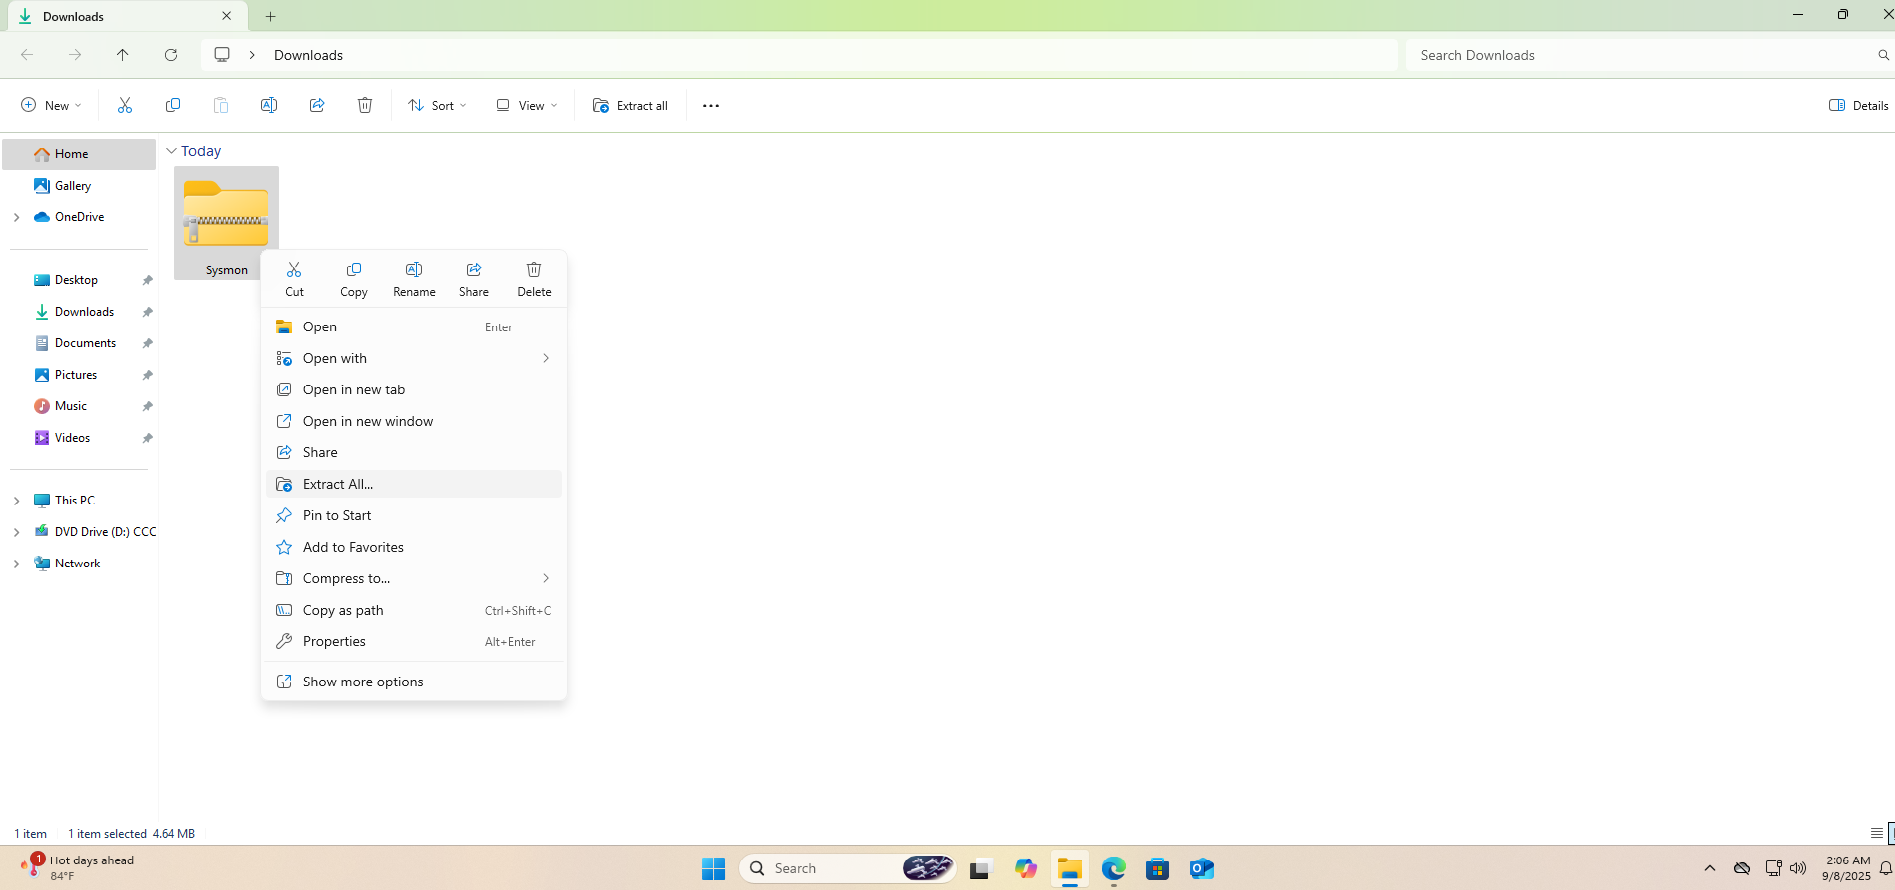 Downloads
Downloads
Search Downloads
New
Sort
View
Extract all
Details
Home
Gallery
OneDrive
Desktop
Downloads
Documents
Pictures
Music
Videos
This PC
DVD Drive (D:) CCC
Network
Today
Sysmon
Cut
Copy
Rename
Share
Delete
Open Enter
Open with
Open in new tab
Open in new window
Share
Extract All...
Pin to Start
Add to Favorites
Compress to...
Copy as path Ctrl+Shift+C
Properties Alt+Enter
Show more options
1 item 1 item selected 4.64 MB
1
Hot days ahead
84°F
Search
2:06 AM
9/8/2025